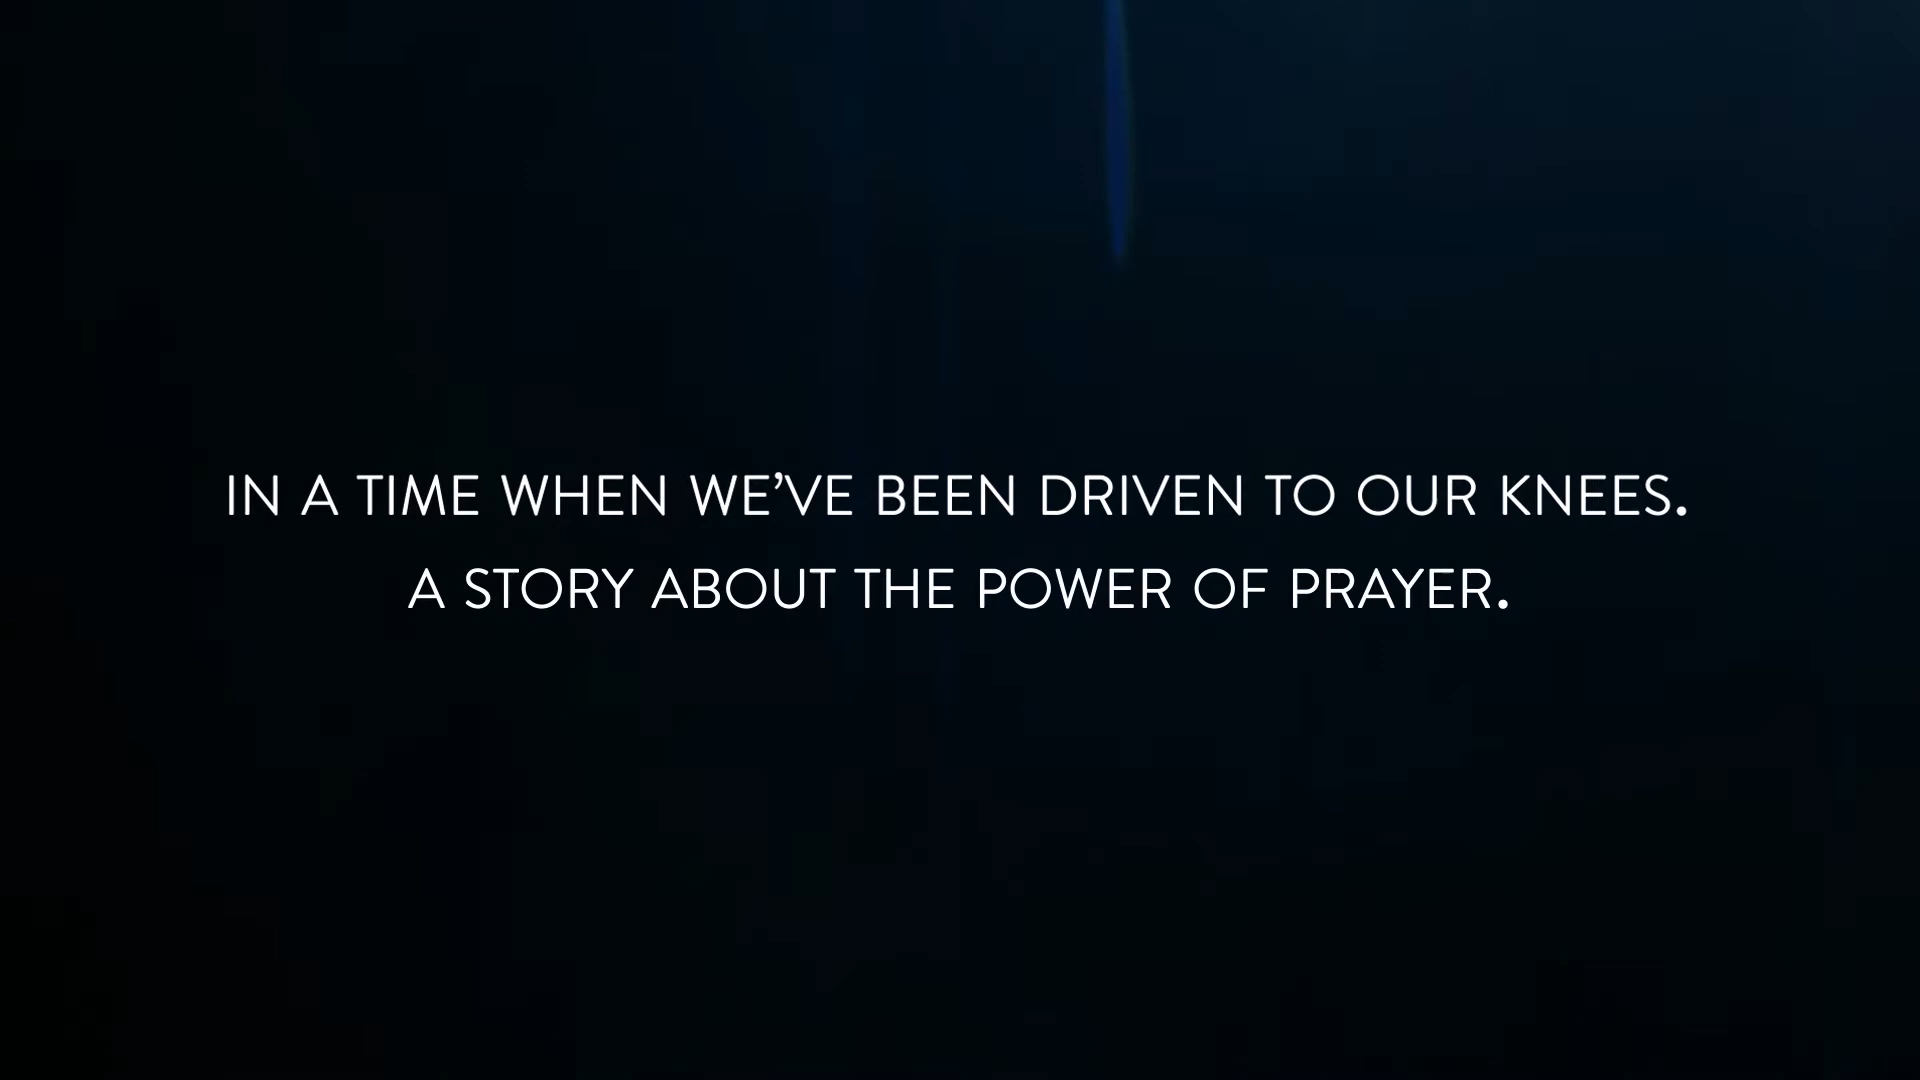 IN A TIME WHEN WE’VE BEEN DRIVEN TO OUR KNEES.
A STORY ABOUT THE POWER OF PRAYER.